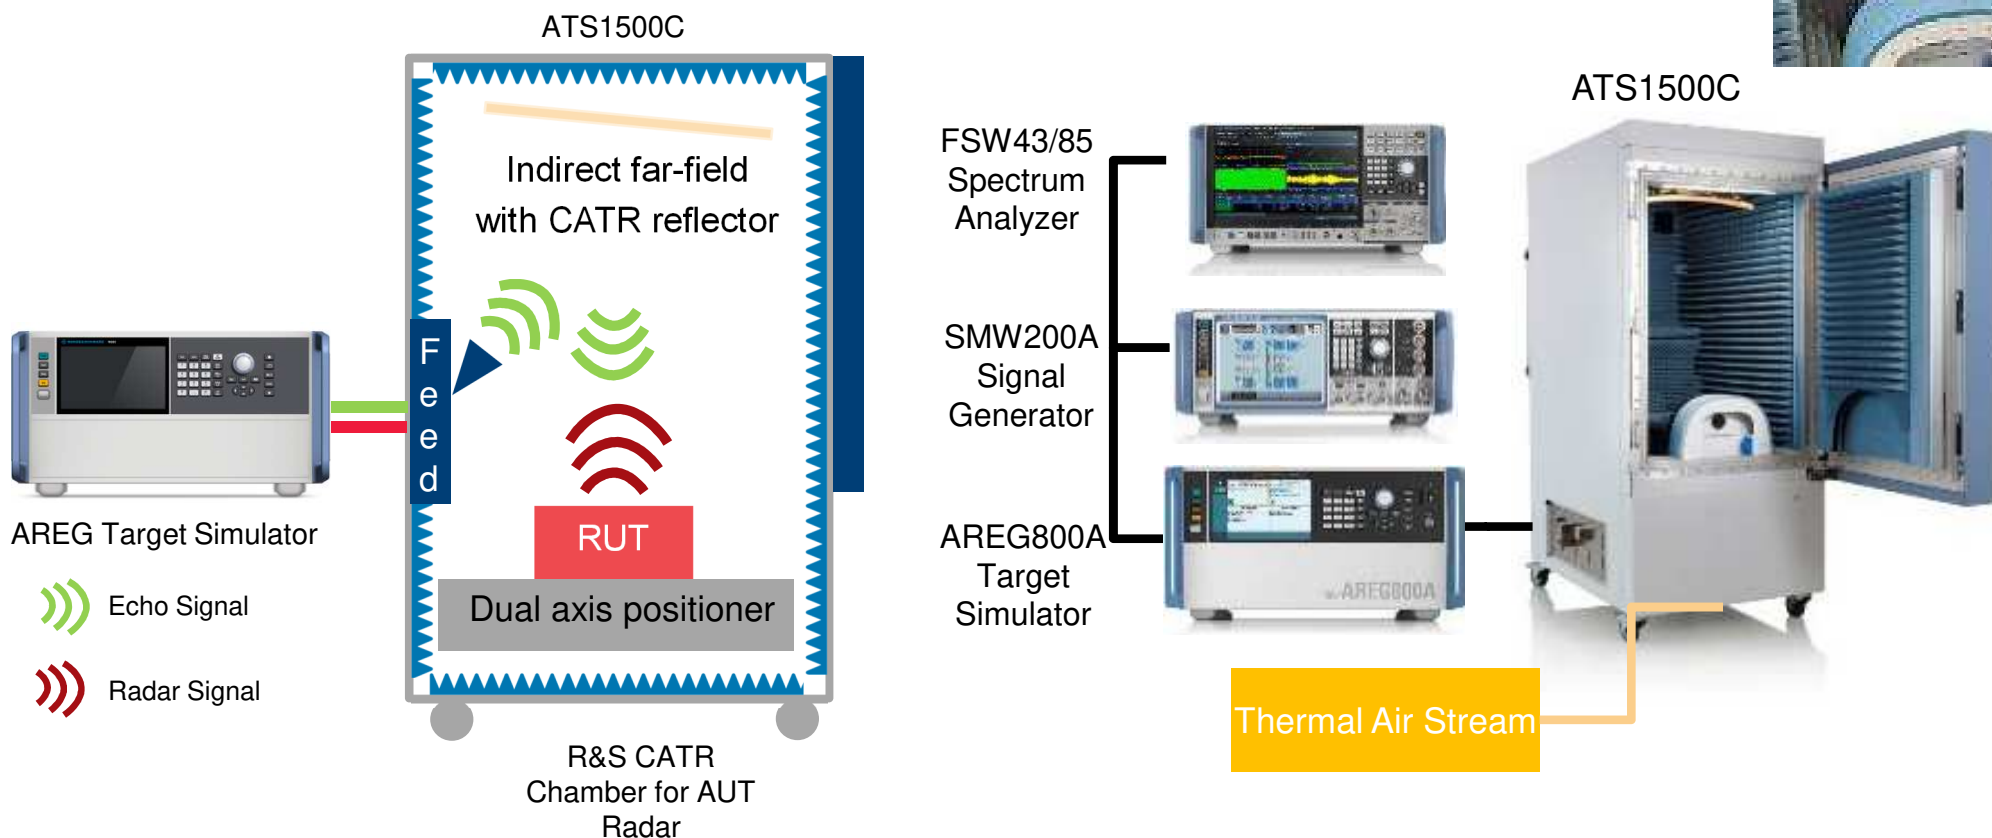 ATS1500C
Indirect far-field
with CATR reflector
Feed
RUT
Dual axis positioner
AREG Target Simulator
Echo Signal
Radar Signal
R&S CATR
Chamber for AUT
Radar
ATS1500C
FSW43/85
Spectrum
Analyzer
SMW200A
Signal
Generator
AREG800A
Target
Simulator
AREG800A
Thermal Air Stream